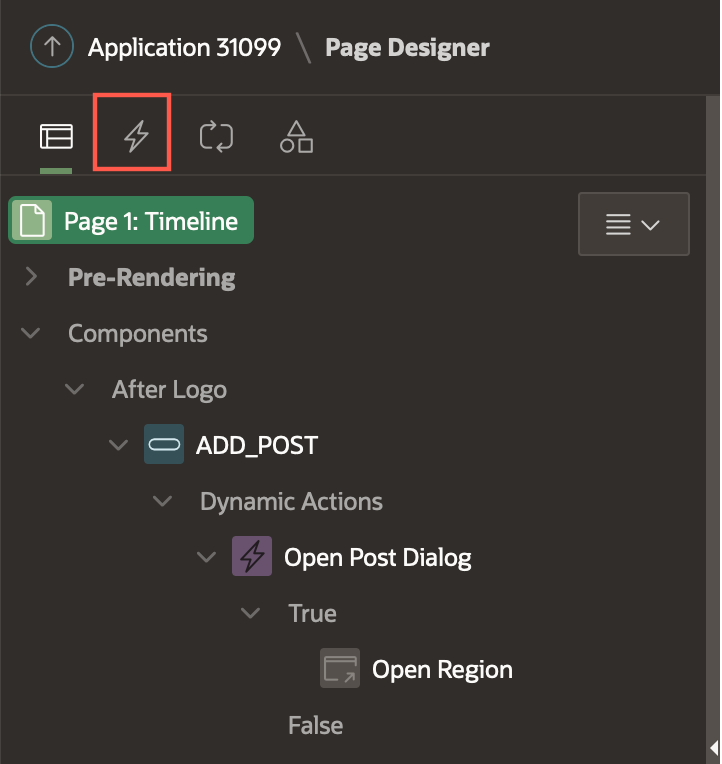 Application 31099 \ Page Designer
Page 1: Timeline
Pre-Rendering
Components
After Logo
ADD_POST
Dynamic Actions
Open Post Dialog
True
Open Region
False